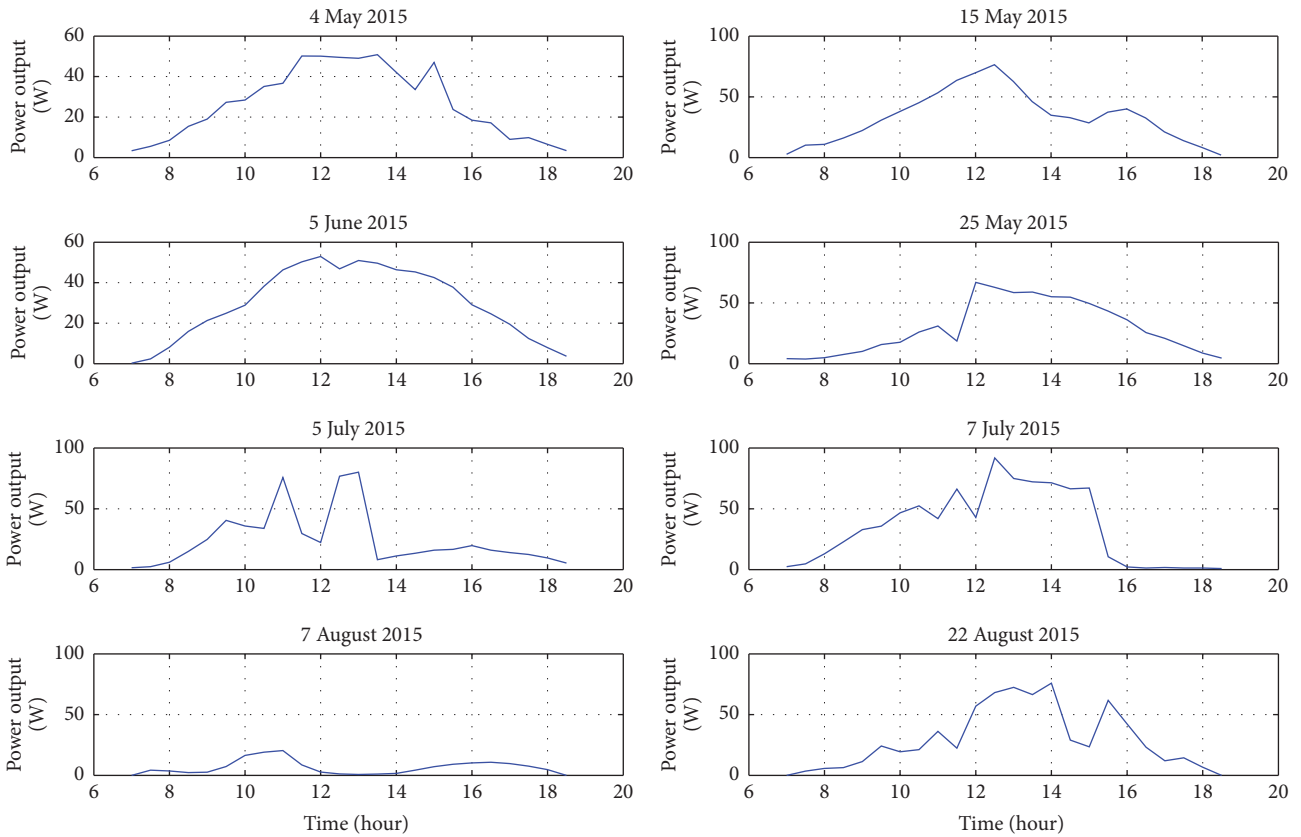 4 May 2015
Power output
(W)
60
40
20
0
6 8 10 12 14 16 18 20
15 May 2015
Power output
(W)
100
50
0
6 8 10 12 14 16 18 20
5 June 2015
Power output
(W)
60
40
20
0
6 8 10 12 14 16 18 20
25 May 2015
Power output
(W)
100
50
0
6 8 10 12 14 16 18 20
5 July 2015
Power output
(W)
100
50
0
6 8 10 12 14 16 18 20
7 July 2015
Power output
(W)
100
50
0
6 8 10 12 14 16 18 20
7 August 2015
Power output
(W)
100
50
0
6 8 10 12 14 16 18 20
Time (hour)
22 August 2015
Power output
(W)
100
50
0
6 8 10 12 14 16 18 20
Time (hour)